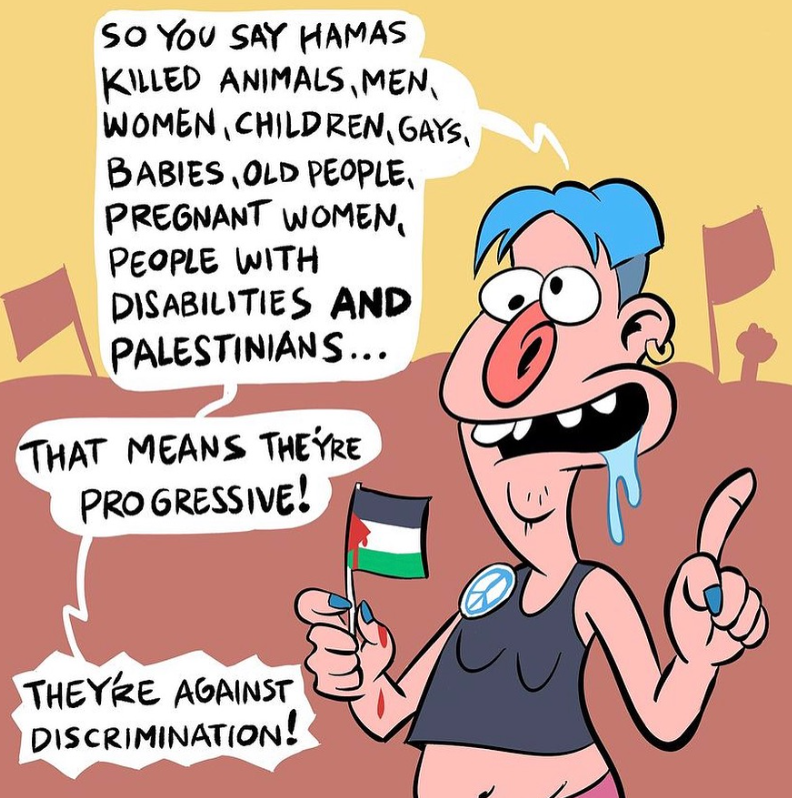 SO YOU SAY HAMAS
KILLED ANIMALS, MEN,
WOMEN, CHILDREN, GAYS,
BABIES, OLD PEOPLE,
PREGNANT WOMEN,
PEOPLE WITH
DISABILITIES AND
PALESTINIANS...
THAT MEANS THEY'RE
PROGRESSIVE!
THEY'RE AGAINST
DISCRIMINATION!